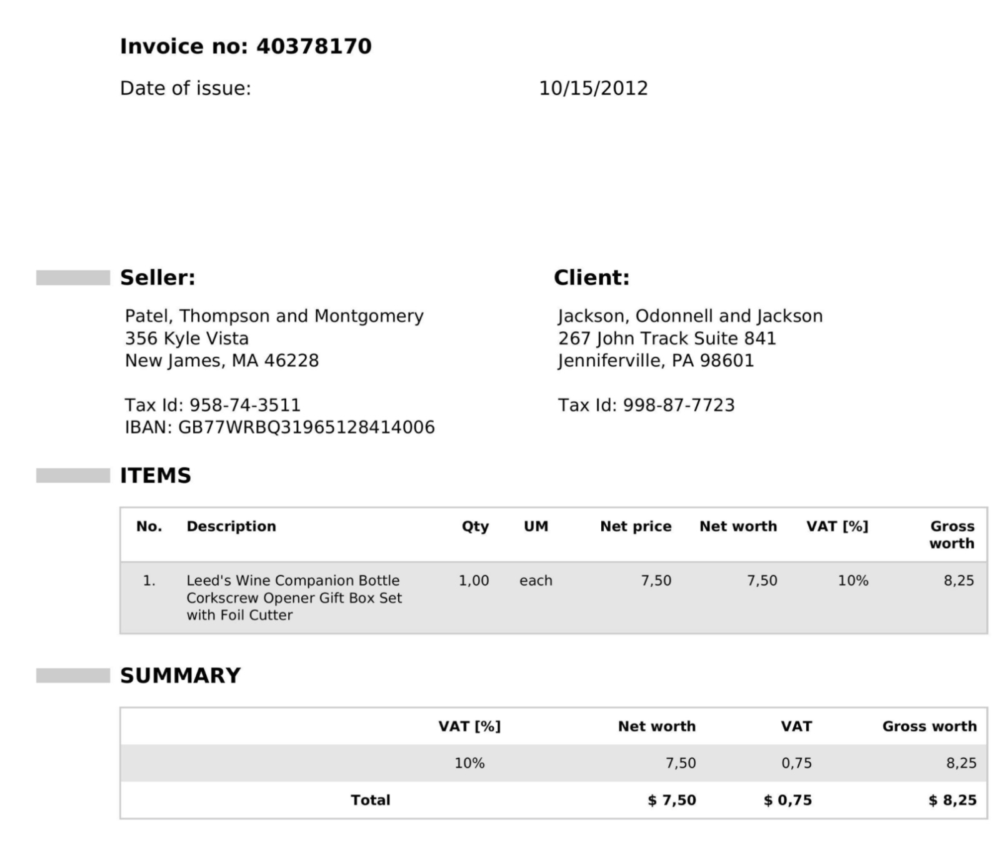 Invoice no: 40378170
Date of issue: 10/15/2012
Seller:
Patel, Thompson and Montgomery
356 Kyle Vista
New James, MA 46228
Tax Id: 958-74-3511
IBAN: GB77WRBQ31965128414006
Client:
Jackson, Odonnell and Jackson
267 John Track Suite 841
Jenniferville, PA 98601
Tax Id: 998-87-7723
ITEMS
No. Description Qty UM Net price Net worth VAT [%] Gross
worth
1. Leed's Wine Companion Bottle 1,00 each 7,50 7,50 10% 8,25
Corkscrew Opener Gift Box Set
with Foil Cutter
SUMMARY
VAT [%] Net worth VAT Gross worth
10% 7,50 0,75 8,25
Total $ 7,50 $ 0,75 $ 8,25